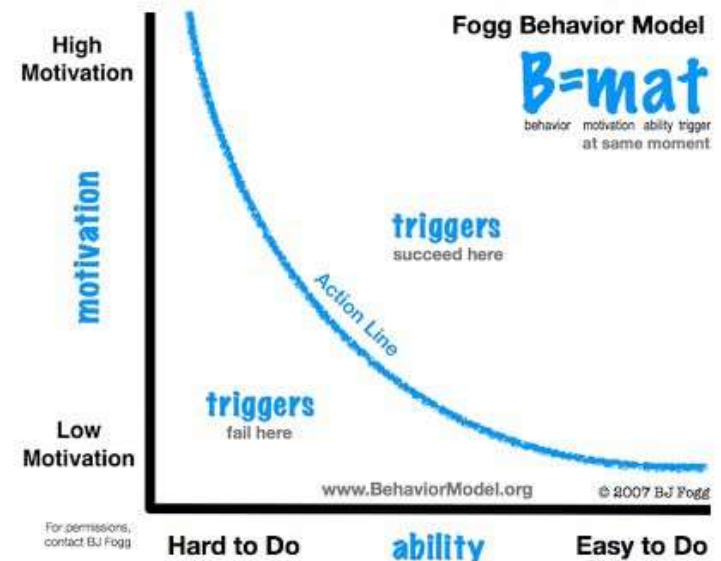 Fogg Behavior Model
B=mat
behavior motivation ability trigger
at same moment
High
Motivation
motivation
triggers
succeed here
Action Line
triggers
fail here
Low
Motivation
www.BehaviorModel.org
© 2007 BJ Fogg
For permissions,
contact BJ Fogg
Hard to Do
ability
Easy to Do